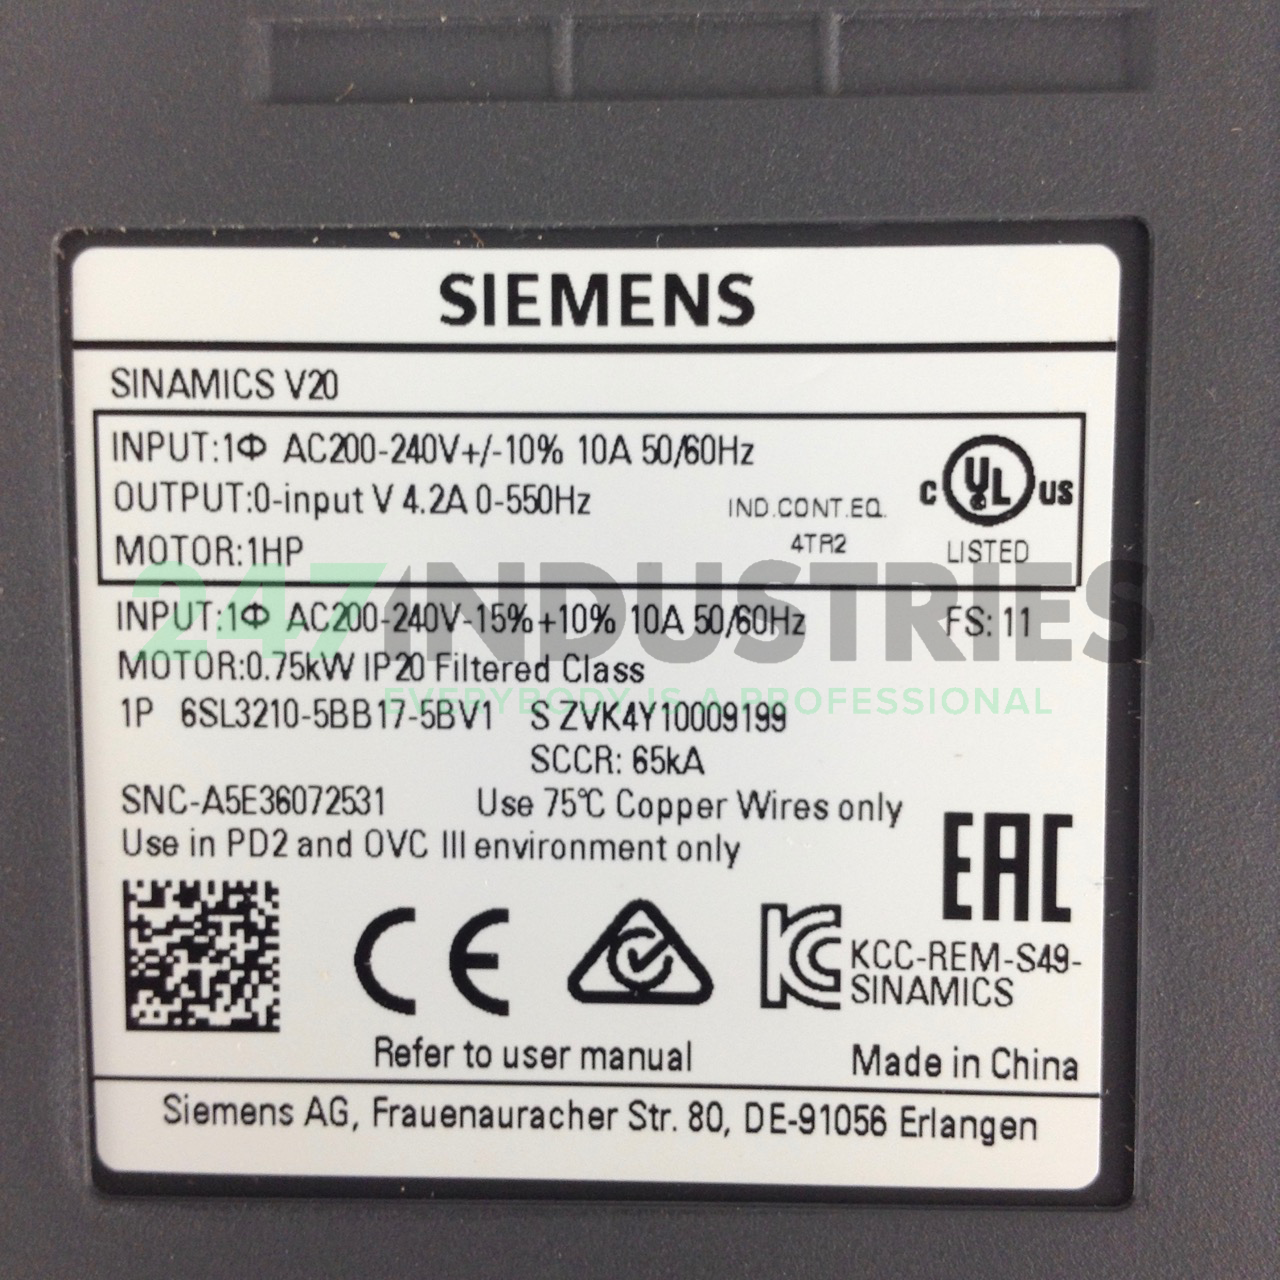 SIEMENS
SINAMICS V20
INPUT:1Φ AC200-240V+/-10% 10A 50/60Hz
OUTPUT:0-input V 4.2A 0-550Hz
MOTOR:1HP
IND.CONT.EQ.
4TR2
C UL US
LISTED
INPUT:1Φ AC200-240V-15%+10% 10A 50/60Hz FS: 11
MOTOR:0.75kW IP20 Filtered Class
1P 6SL3210-5BB17-5BV1 S ZVK4Y10009199
SCCR: 65kA
SNC-A5E36072531 Use 75℃ Copper Wires only
Use in PD2 and OVC III environment only
EAC
CE
KC
KCC-REM-S49-
SINAMICS
Refer to user manual Made in China
Siemens AG, Frauenauracher Str. 80, DE-91056 Erlangen
247INDUSTRIES
EVERYBODY IS A PROFESSIONAL